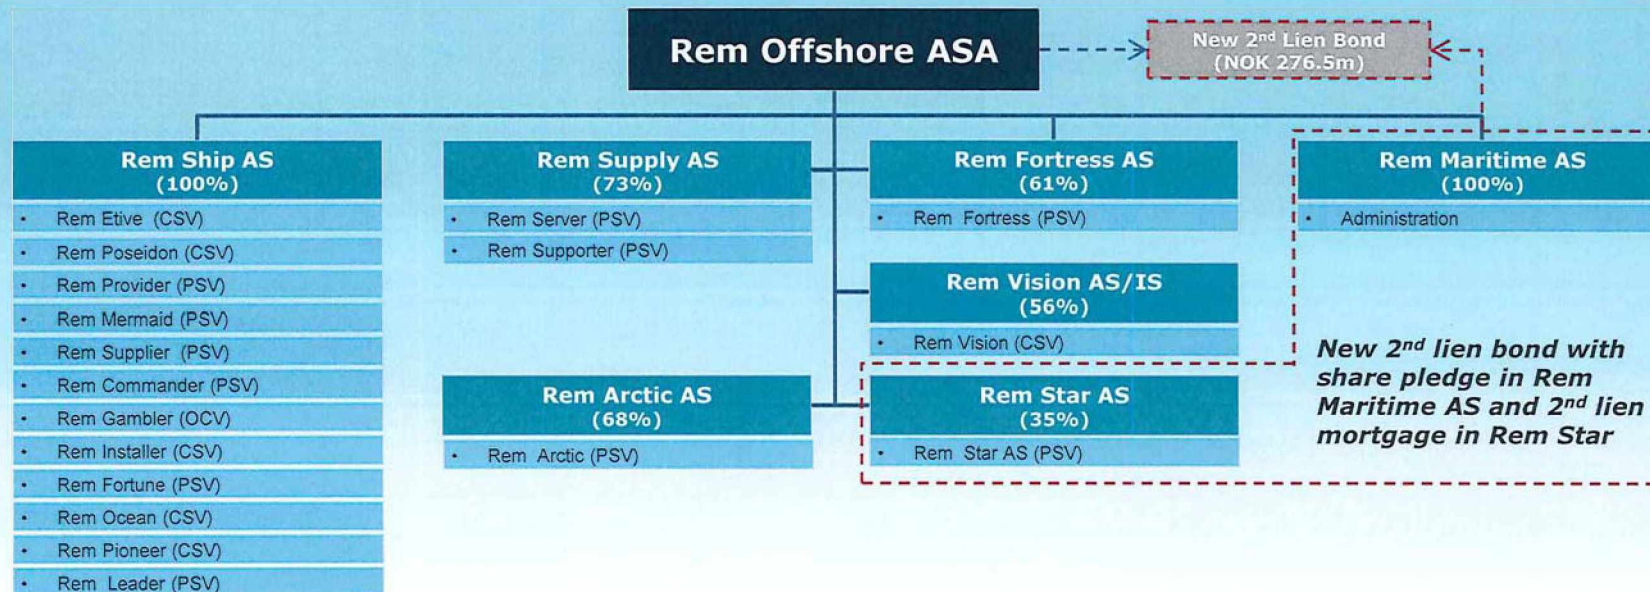 Rem Offshore ASA
New 2nd Lien Bond
(NOK 276.5m)
Rem Ship AS
(100%)
• Rem Etive (CSV)
• Rem Poseidon (CSV)
• Rem Provider (PSV)
• Rem Mermaid (PSV)
• Rem Supplier (PSV)
• Rem Commander (PSV)
• Rem Gambler (OCV)
• Rem Installer (CSV)
• Rem Fortune (PSV)
• Rem Ocean (CSV)
• Rem Pioneer (CSV)
• Rem Leader (PSV)
Rem Supply AS
(73%)
• Rem Server (PSV)
• Rem Supporter (PSV)
Rem Arctic AS
(68%)
• Rem Arctic (PSV)
Rem Fortress AS
(61%)
• Rem Fortress (PSV)
Rem Vision AS/IS
(56%)
• Rem Vision (CSV)
Rem Star AS
(35%)
• Rem Star AS (PSV)
Rem Maritime AS
(100%)
• Administration
New 2nd lien bond with
share pledge in Rem
Maritime AS and 2nd lien
mortgage in Rem Star